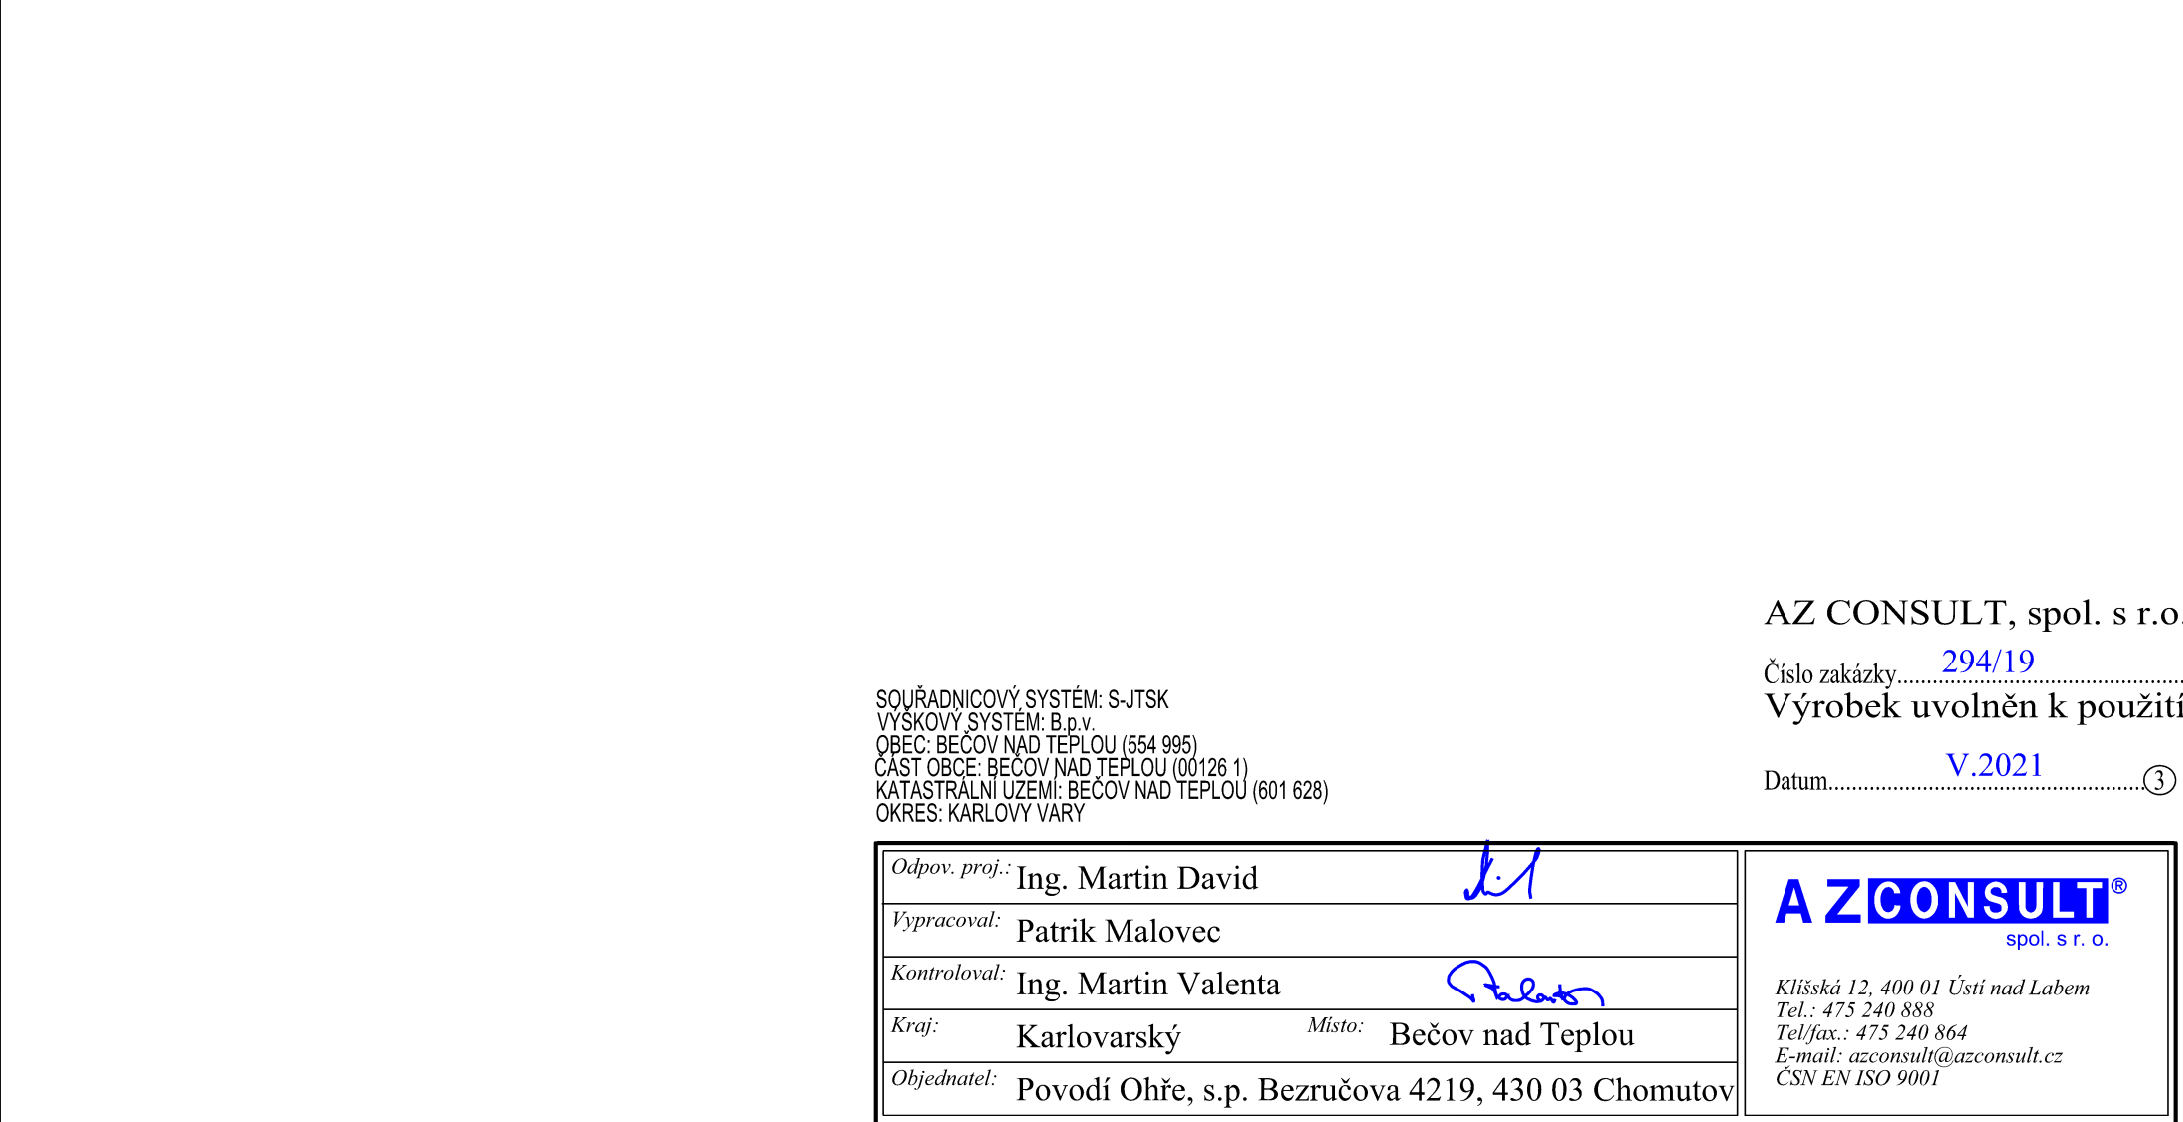 AZ CONSULT, spol. s r.o.
Číslo zakázky.................................................. 294/19
Výrobek uvolněn k použití
Datum...................................................... V.2021 3
SOUŘADNICOVÝ SYSTÉM: S-JTSK
VÝŠKOVÝ SYSTÉM: B.p.v.
OBEC: BEČOV NAD TEPLOU (554 995)
ČÁST OBCE: BEČOV NAD TEPLOU (00126 1)
KATASTRÁLNÍ UZEMÍ: BEČOV NAD TEPLOU (601 628)
OKRES: KARLOVY VARY
Odpov. proj.: Ing. Martin David
Vypracoval: Patrik Malovec
Kontroloval: Ing. Martin Valenta
Kraj: Karlovarský Místo: Bečov nad Teplou
Objednatel: Povodí Ohře, s.p. Bezručova 4219, 430 03 Chomutov
AZCONSULT®
spol. s r. o.
Klíšská 12, 400 01 Ústí nad Labem
Tel.: 475 240 888
Tel/fax.: 475 240 864
E-mail: azconsult@azconsult.cz
ČSN EN ISO 9001